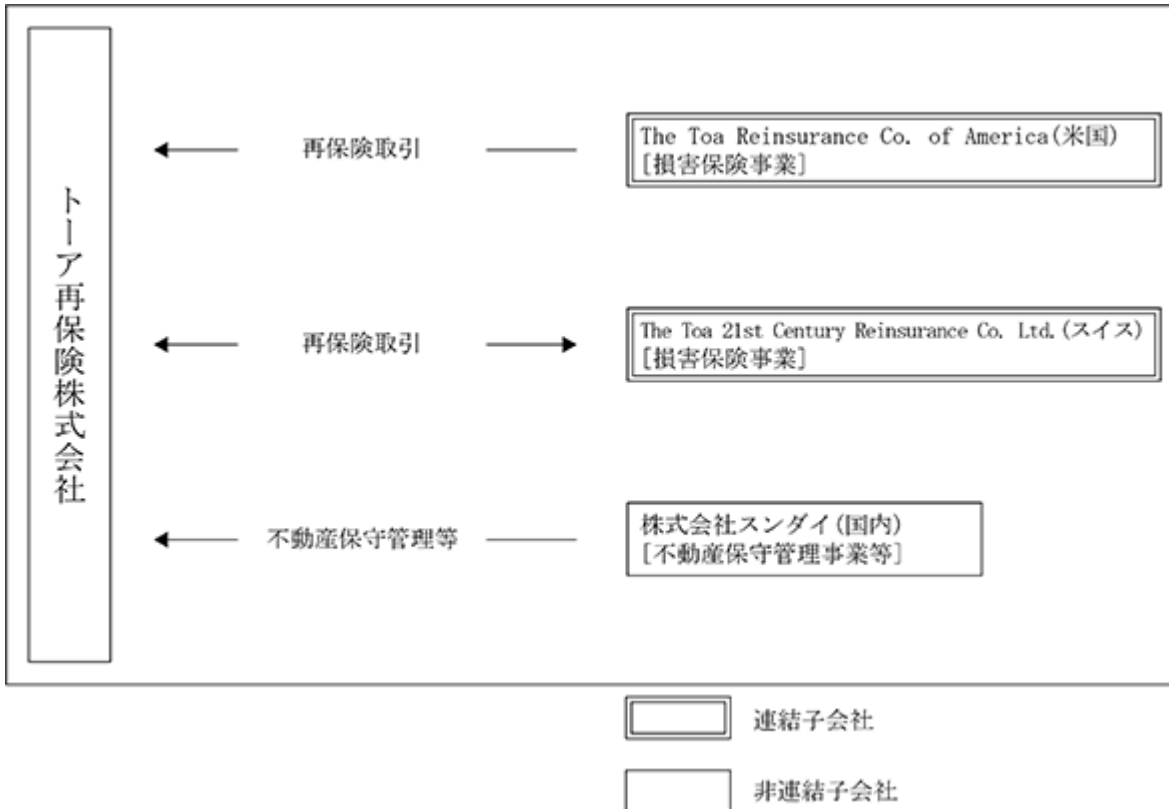 トーア再保険株式会社
再保険取引
The Toa Reinsurance Co. of America(米国)
[損害保険事業]
再保険取引
The Toa 21st Century Reinsurance Co. Ltd.(スイス)
[損害保険事業]
不動産保守管理等
株式会社スンダイ(国内)
[不動産保守管理事業等]
連結子会社
非連結子会社